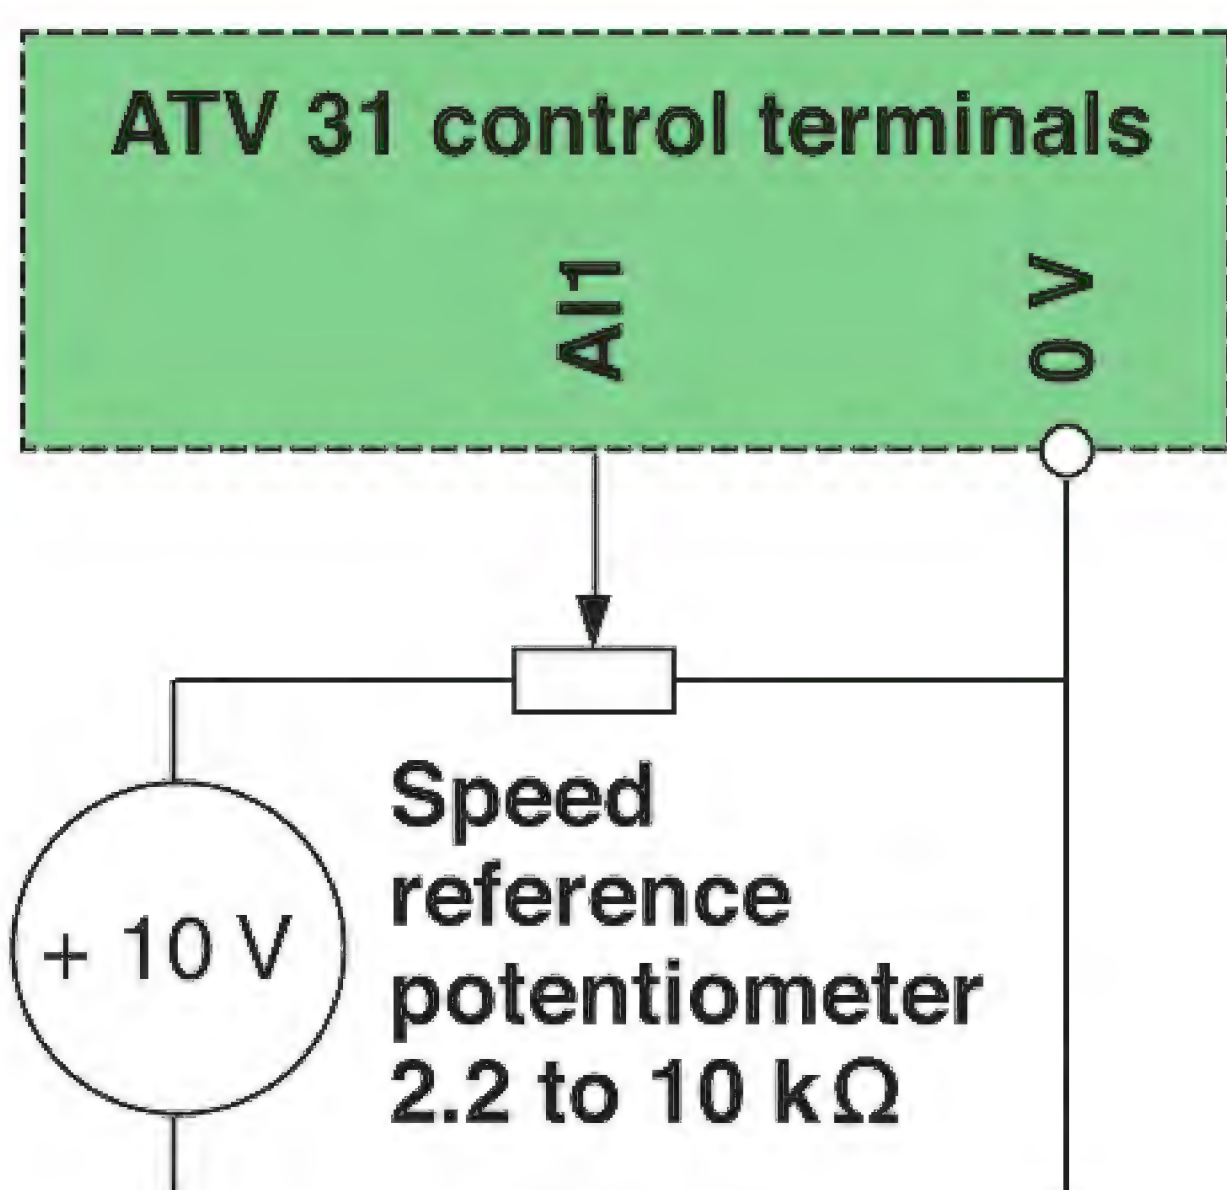 ATV 31 control terminals
AI1
0 V
Speed
reference
potentiometer
2.2 to 10 kΩ
+ 10 V